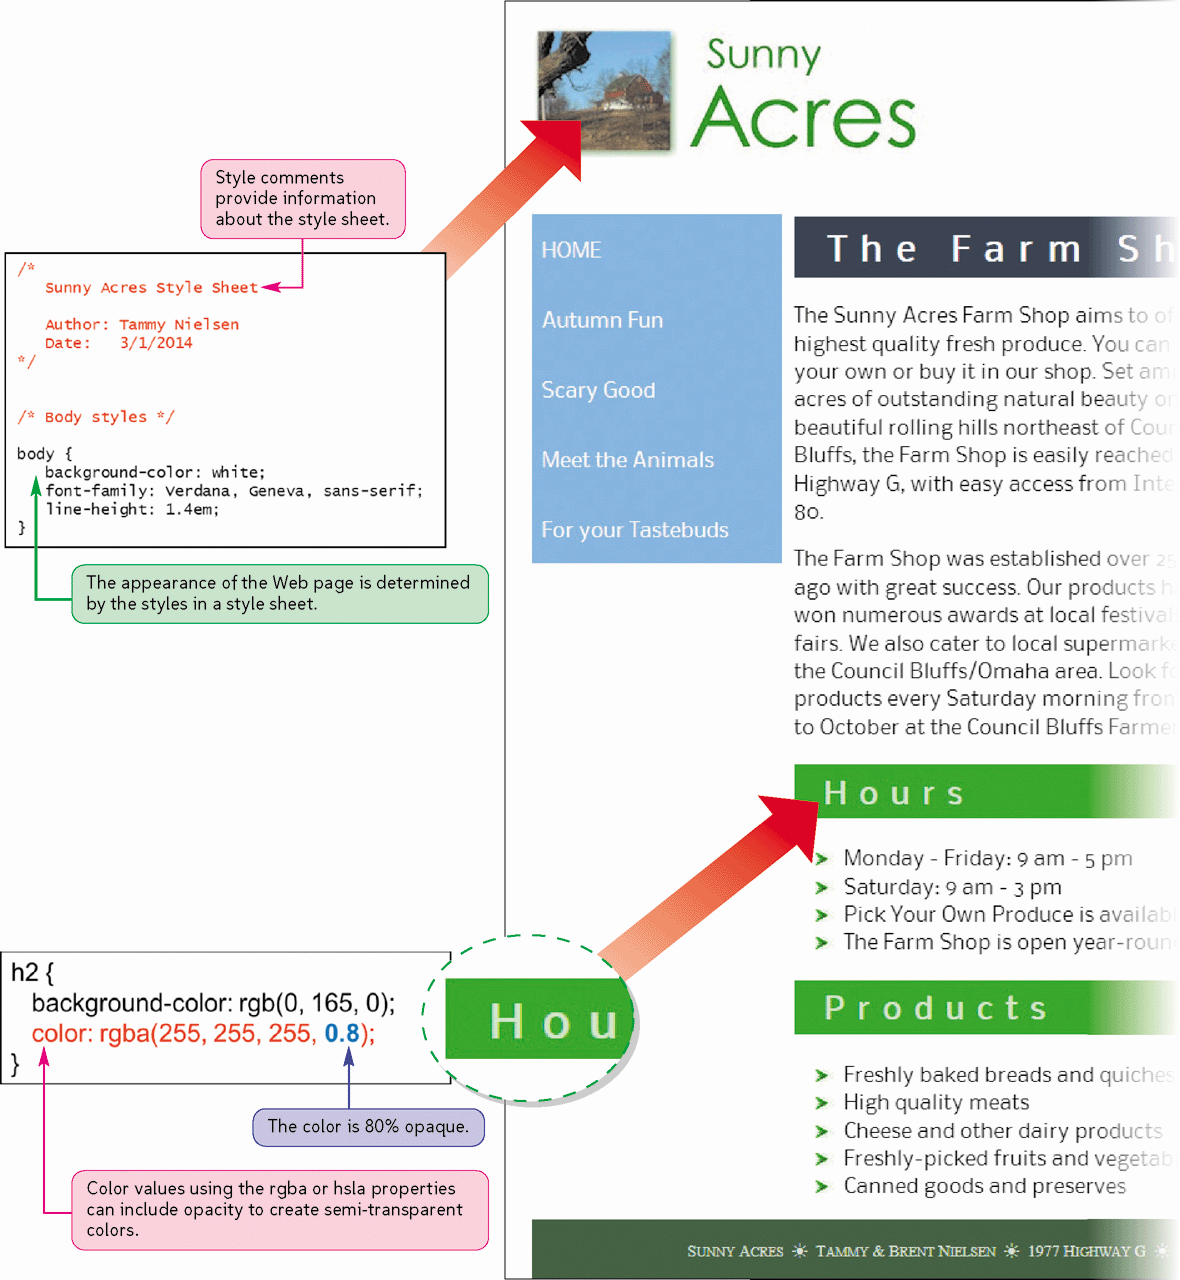 Sunny
Acres
Style comments
provide information
about the style sheet.
/*
Sunny Acres Style Sheet
Author: Tammy Nielsen
Date: 3/1/2014
*/
/* Body styles */
body {
background-color: white;
font-family: Verdana, Geneva, sans-serif;
line-height: 1.4em;
}
The appearance of the Web page is determined
by the styles in a style sheet.
HOME
Autumn Fun
Scary Good
Meet the Animals
For your Tastebuds
The Farm Sh
The Sunny Acres Farm Shop aims to of
highest quality fresh produce. You can
your own or buy it in our shop. Set am
acres of outstanding natural beauty or
beautiful rolling hills northeast of Coun
Bluffs, the Farm Shop is easily reached
Highway G, with easy access from Inte
80.
The Farm Shop was established over 25
ago with great success. Our products h
won numerous awards at local festival
fairs. We also cater to local supermarke
the Council Bluffs/Omaha area. Look fo
products every Saturday morning from
to October at the Council Bluffs Farmer
Hours
Monday - Friday: 9 am - 5 pm
Saturday: 9 am - 3 pm
Pick Your Own Produce is availab
The Farm Shop is open year-roun
h2 {
background-color: rgb(0, 165, 0);
color: rgba(255, 255, 255, 0.8);
}
Hou
The color is 80% opaque.
Color values using the rgba or hsla properties
can include opacity to create semi-transparent
colors.
Products
Freshly baked breads and quiches
High quality meats
Cheese and other dairy products
Freshly-picked fruits and vegetab
Canned goods and preserves
SUNNY ACRES ☀ TAMMY & BRENT NIELSEN ☀ 1977 HIGHWAY G ☀